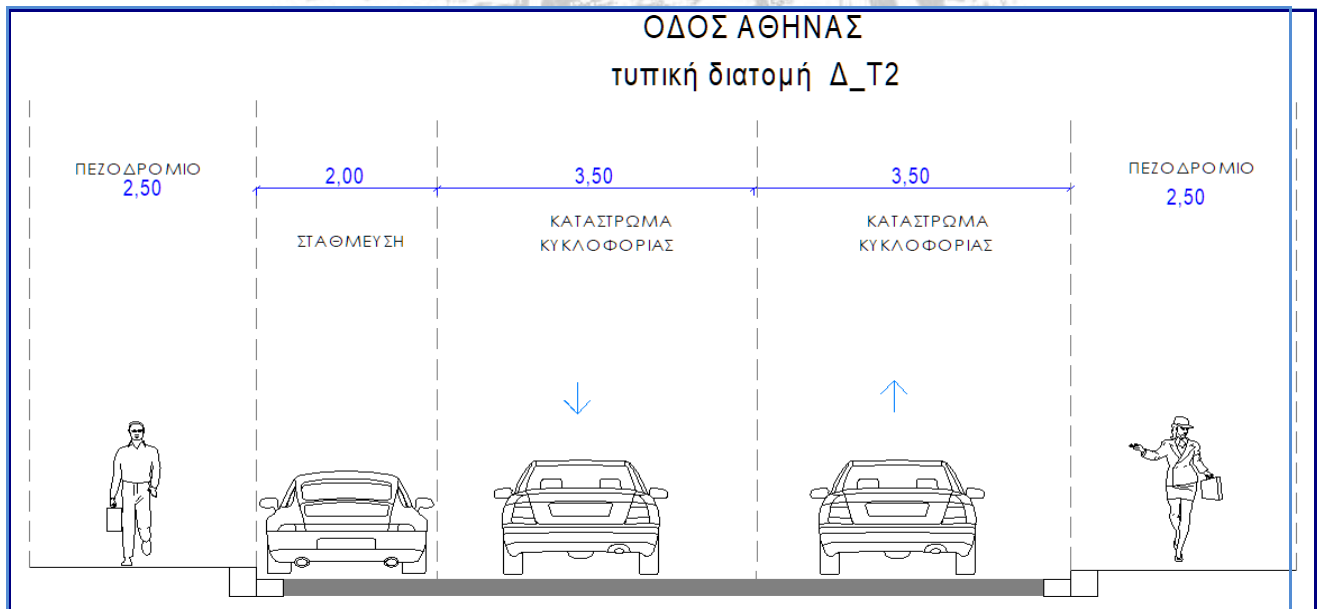 ΟΔΟΣ ΑΘΗΝΑΣ
τυπική διατομή Δ_Τ2
ΠΕΖΟΔΡΟΜΙΟ
2,50
2,00
3,50
3,50
ΠΕΖΟΔΡΟΜΙΟ
2,50
ΣΤΑΘΜΕΥΣΗ
ΚΑΤΑΣΤΡΩΜΑ
ΚΥΚΛΟΦΟΡΙΑΣ
ΚΑΤΑΣΤΡΩΜΑ
ΚΥΚΛΟΦΟΡΙΑΣ